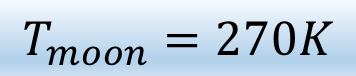 T_moon = 270K